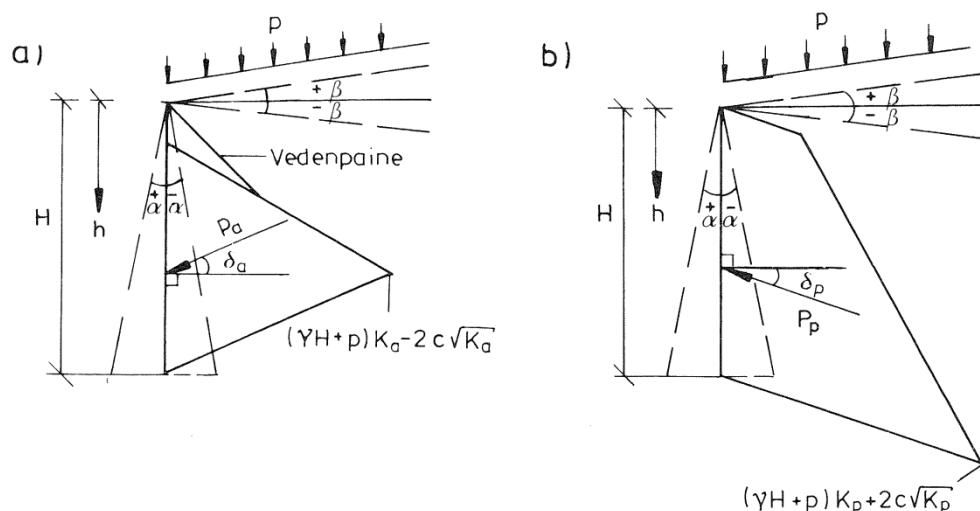 a)
p
+ β
- β
Vedenpaine
H
h
+ -
α α
Pa
δa
(γH+p)Ka-2c√Ka
b)
p
+ β
- β
H
h
+ -
α α
δp
Pp
(γH+p)Kp+2c√Kp